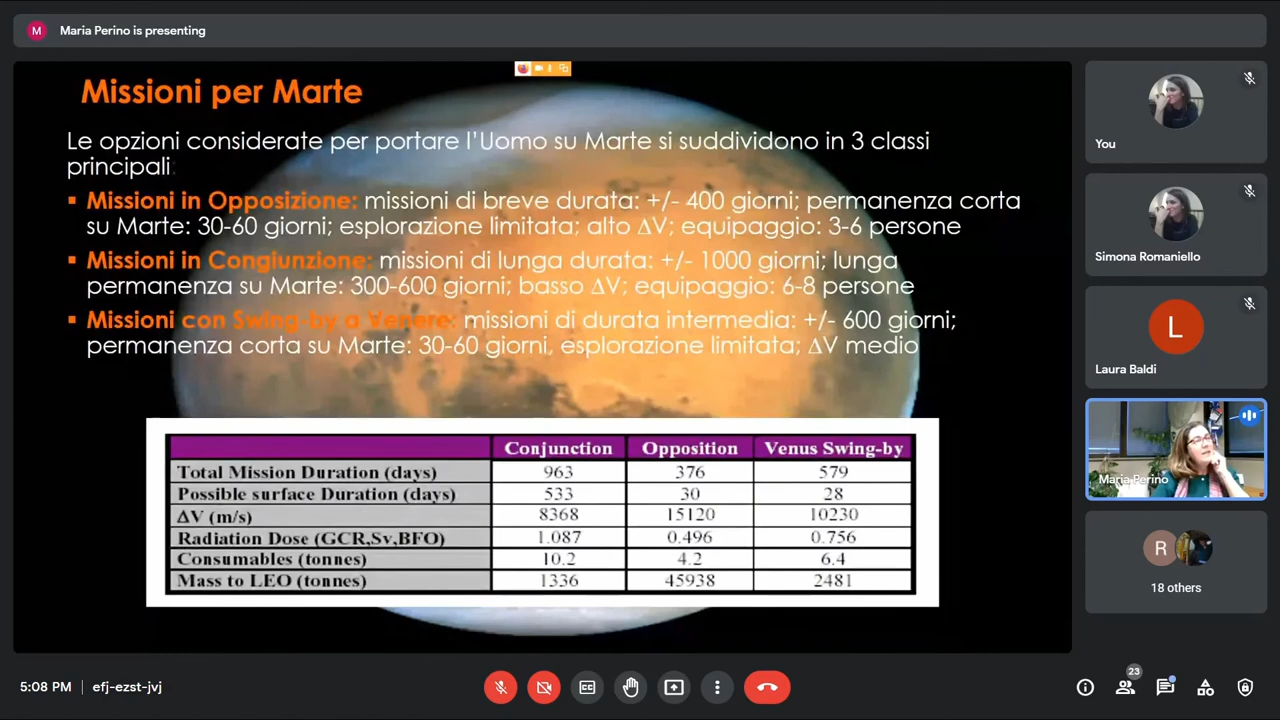 M Maria Perino is presenting
Missioni per Marte
Le opzioni considerate per portare l'Uomo su Marte si suddividono in 3 classi
principali
Missioni in Opposizione: missioni di breve durata: +/- 400 giorni; permanenza corta
su Marte: 30-60 giorni; esplorazione limitata; alto ΔV; equipaggio: 3-6 persone
Missioni in Congiunzione: missioni di lunga durata: +/- 1000 giorni; lunga
permanenza su Marte: 300-600 giorni; basso ΔV; equipaggio: 6-8 persone
Missioni con Swing-by a Venere: missioni di durata intermedia: +/- 600 giorni;
permanenza corta su Marte: 30-60 giorni, esplorazione limitata; ΔV medio
Conjunction Opposition Venus Swing-by
Total Mission Duration (days) 963 376 579
Possible surface Duration (days) 533 30 28
ΔV (m/s) 8368 15120 10230
Radiation Dose (GCR,Sv,BFO) 1.087 0.496 0.756
Consumables (tonnes) 10.2 4.2 6.4
Mass to LEO (tonnes) 1336 45938 2481
You
Simona Romaniello
L
Laura Baldi
Maria Perino
R
18 others
5:08 PM | efj-ezst-jvj
23